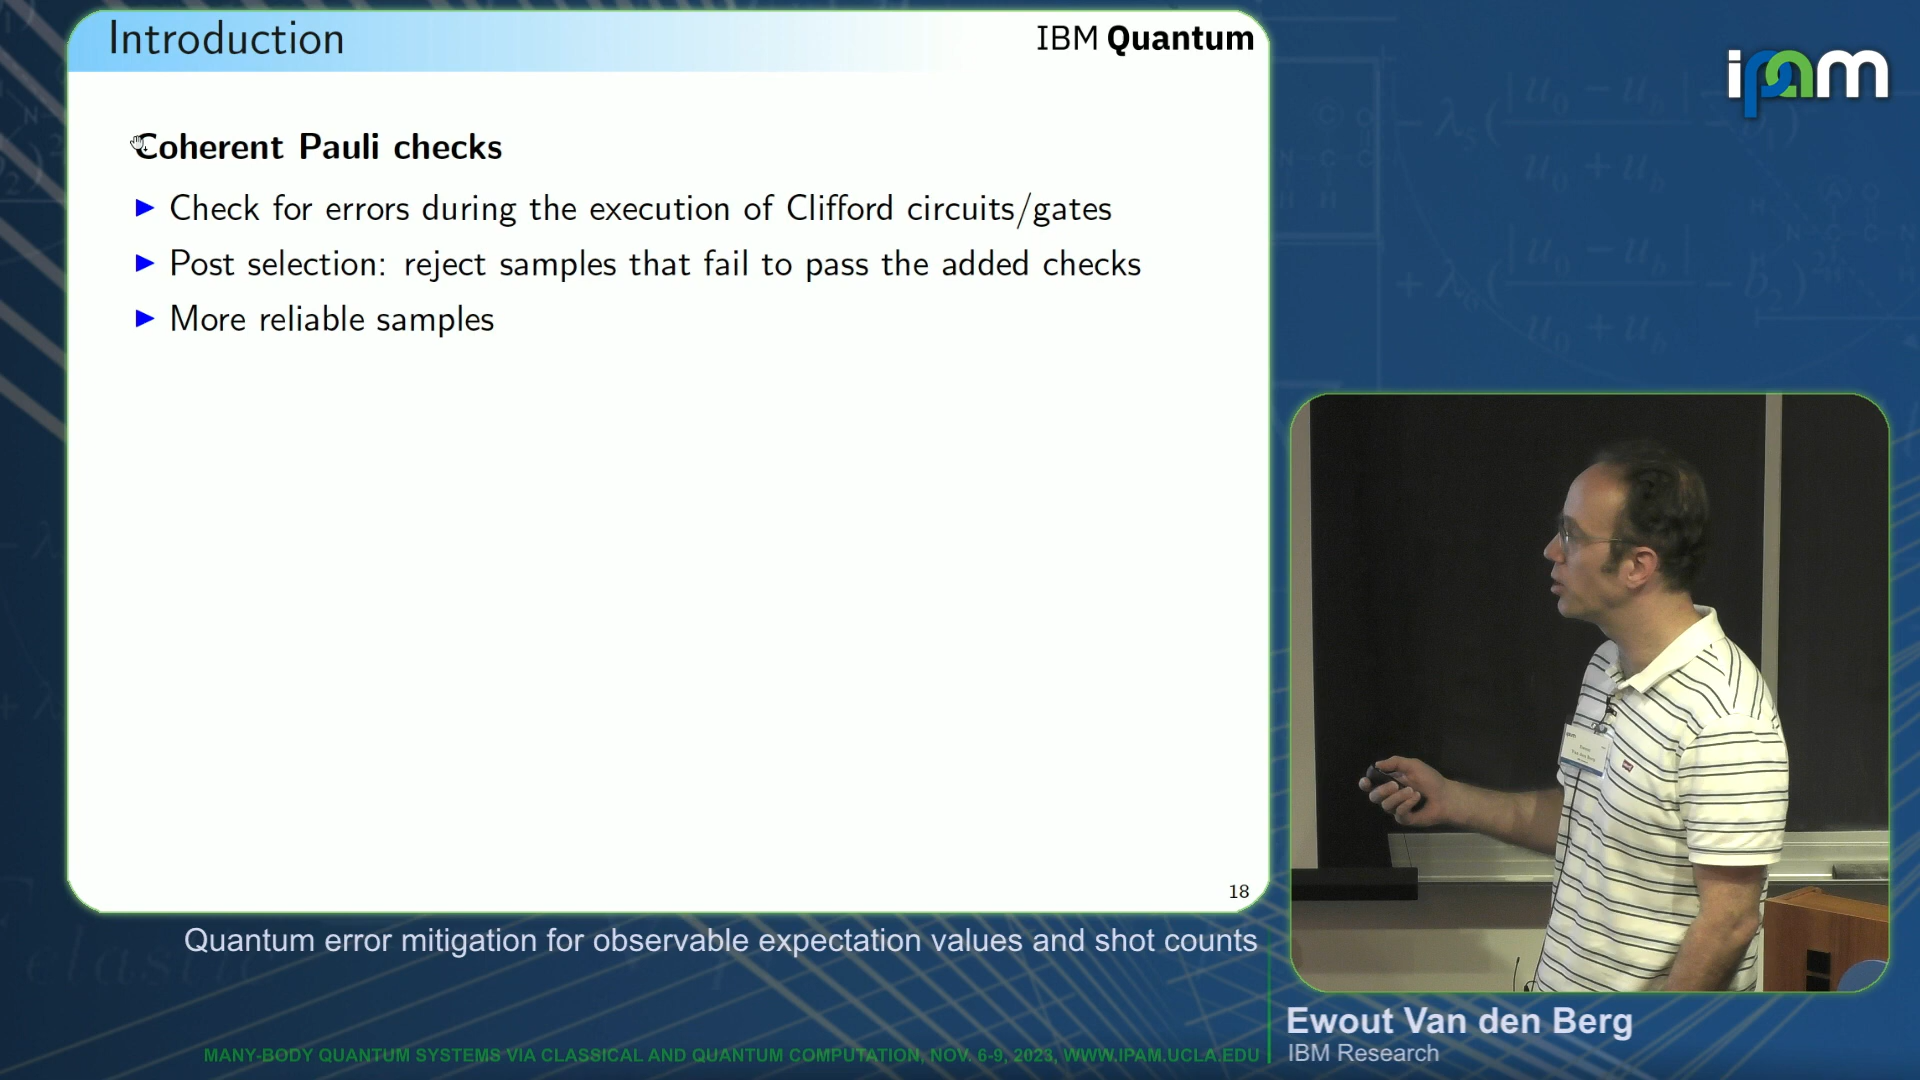 Introduction
IBM Quantum
ipam
Coherent Pauli checks
▶ Check for errors during the execution of Clifford circuits/gates
▶ Post selection: reject samples that fail to pass the added checks
▶ More reliable samples
18
Quantum error mitigation for observable expectation values and shot counts
Ewout Van den Berg
IBM Research
MANY-BODY QUANTUM SYSTEMS VIA CLASSICAL AND QUANTUM COMPUTATION, NOV. 6-9, 2023, WWW.IPAM.UCLA.EDU